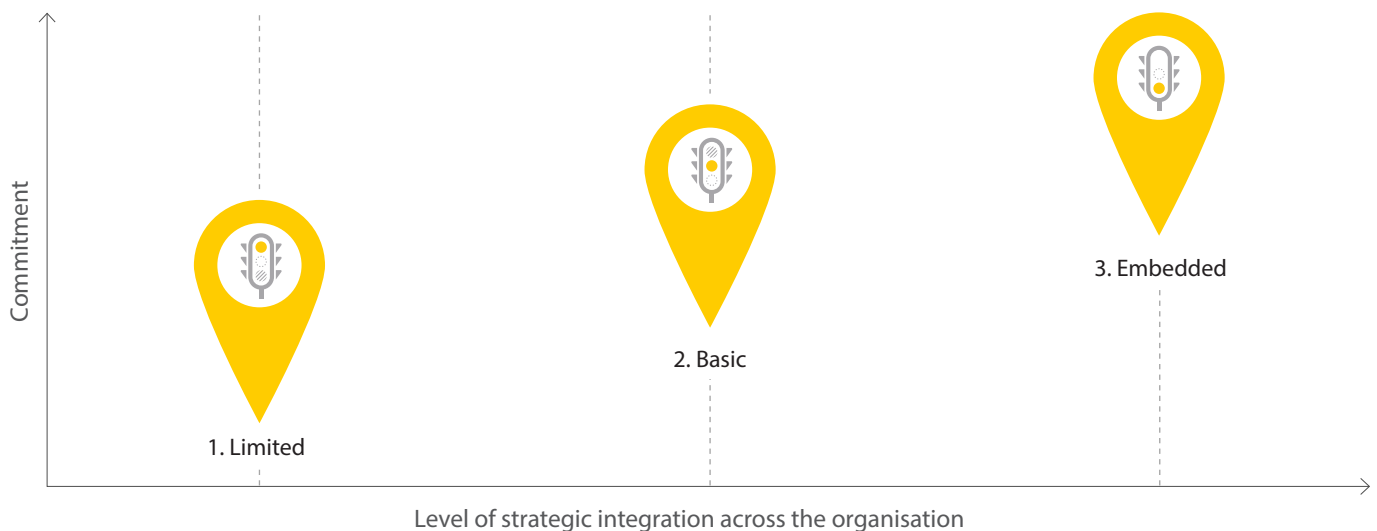 Commitment
1. Limited
2. Basic
3. Embedded
Level of strategic integration across the organisation